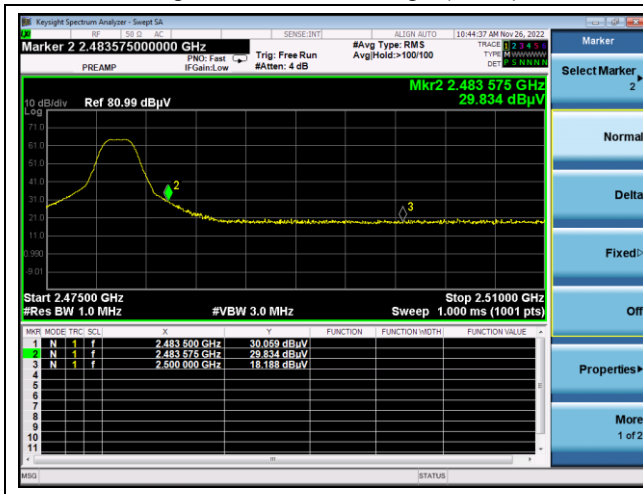 Keysight Spectrum Analyzer - Swept SA
RF 50 Ω AC SENSE:INT ALIGN AUTO 10:44:37 AM Nov 26, 2022
Marker 2 2.483575000000 GHz
PREAMP
PNO: Fast
IFGain:Low
Trig: Free Run
#Atten: 4 dB
#Avg Type: RMS
Avg|Hold:>100/100
TRACE 1 2 3 4 5 6
TYPE M W W W W W
DET P S N N N N
Mkr2 2.483 575 GHz
29.834 dBµV
10 dB/div Ref 80.99 dBµV
Log
71.0
61.0
51.0
41.0
31.0
21.0
11.0
0.990
-9.01
2
3
Start 2.47500 GHz Stop 2.51000 GHz
#Res BW 1.0 MHz #VBW 3.0 MHz Sweep 1.000 ms (1001 pts)
MKR MODE TRC SCL X Y FUNCTION FUNCTION WIDTH FUNCTION VALUE
1 N 1 f 2.483 500 GHz 30.059 dBµV
2 N 1 f 2.483 575 GHz 29.834 dBµV
3 N 1 f 2.500 000 GHz 18.188 dBµV
4
5
6
7
8
9
10
11
MSG STATUS
Marker
Select Marker
2
Normal
Delta
Fixed
Off
Properties
More
1 of 2